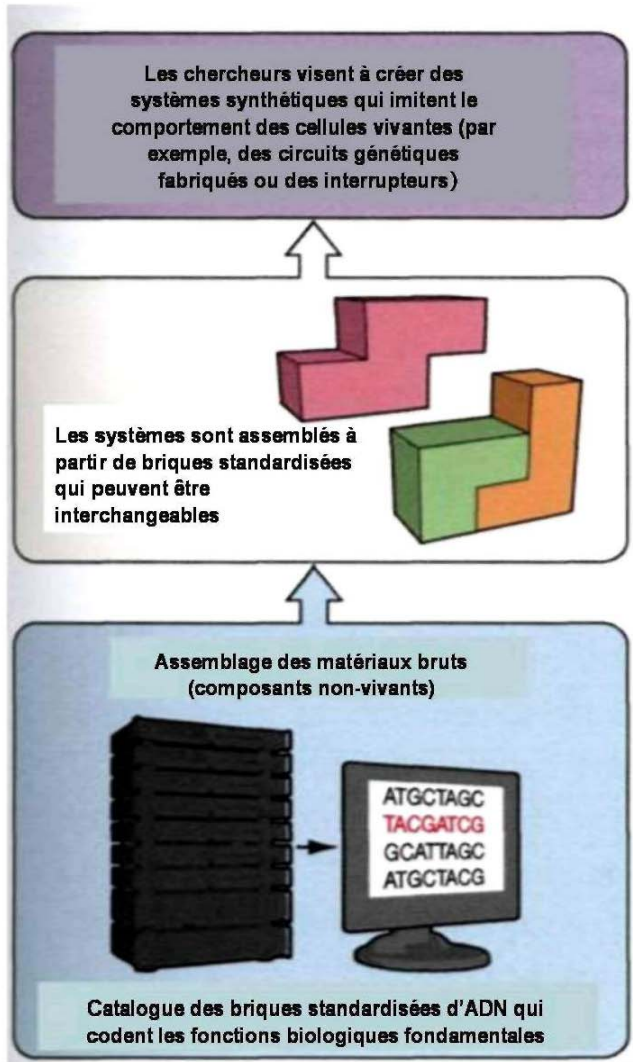 Les chercheurs visent à créer des
systèmes synthétiques qui imitent le
comportement des cellules vivantes (par
exemple, des circuits génétiques
fabriqués ou des interrupteurs)
Les systèmes sont assemblés à
partir de briques standardisées
qui peuvent être
interchangeables
Assemblage des matériaux bruts
(composants non-vivants)
ATGCTAGC
TACGATCG
GCATTAGC
ATGCTACG
Catalogue des briques standardisées d'ADN qui
codent les fonctions biologiques fondamentales